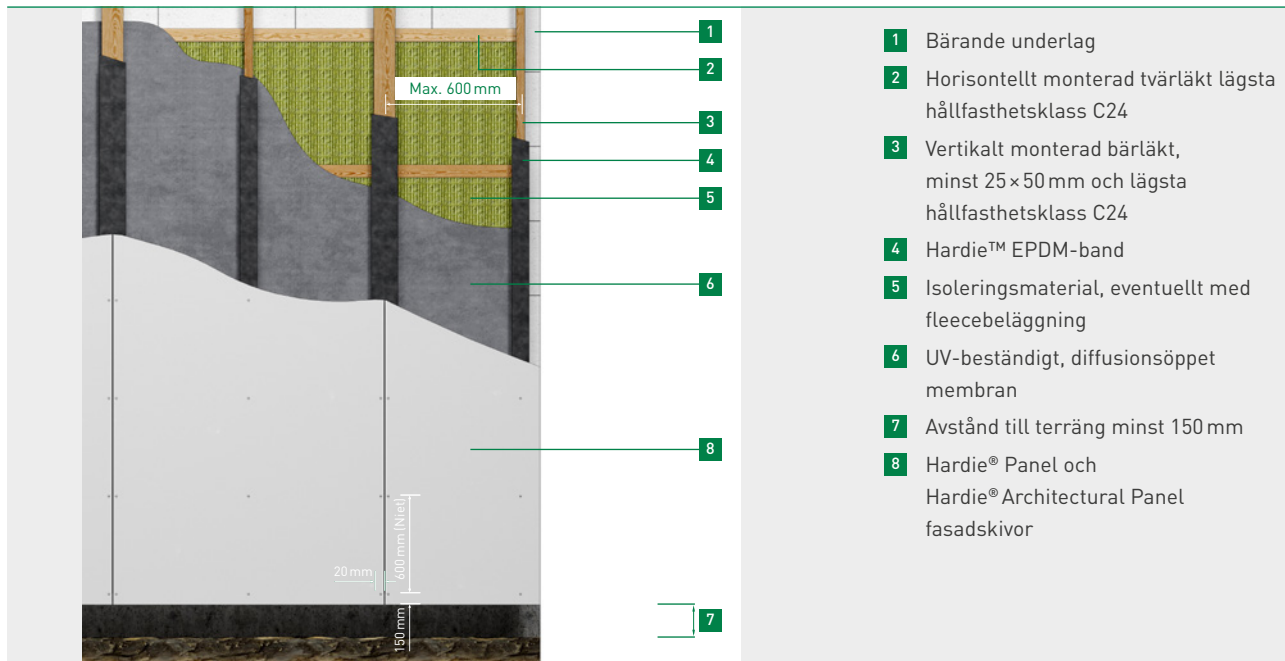 1
2
3
4
5
6
8
7
Max. 600 mm
20 mm
600 mm (Niet)
150 mm
1 Bärande underlag
2 Horisontellt monterad tvärläkt lägsta
hållfasthetsklass C24
3 Vertikalt monterad bärläkt,
minst 25 × 50 mm och lägsta
hållfasthetsklass C24
4 Hardie™ EPDM-band
5 Isoleringsmaterial, eventuellt med
fleecebeläggning
6 UV-beständigt, diffusionsöppet
membran
7 Avstånd till terräng minst 150 mm
8 Hardie® Panel och
Hardie® Architectural Panel
fasadskivor